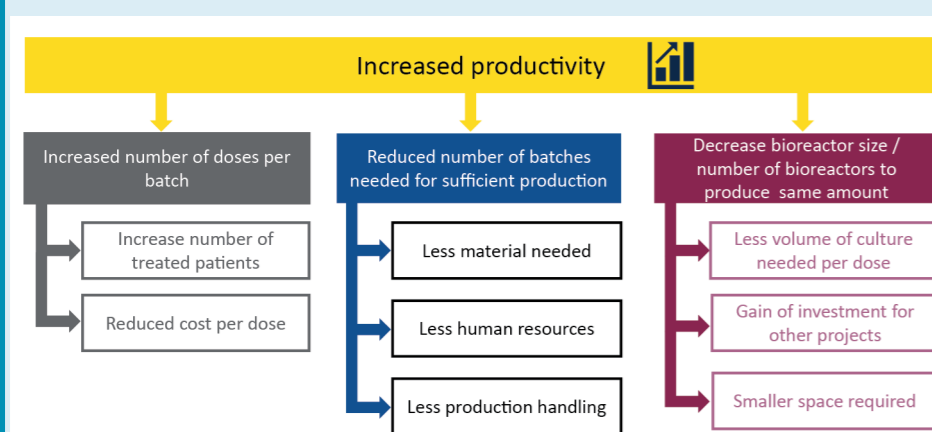 Increased productivity
Increased number of doses per
batch
Increase number of
treated patients
Reduced cost per dose
Reduced number of batches
needed for sufficient production
Less material needed
Less human resources
Less production handling
Decrease bioreactor size /
number of bioreactors to
produce same amount
Less volume of culture
needed per dose
Gain of investment for
other projects
Smaller space required